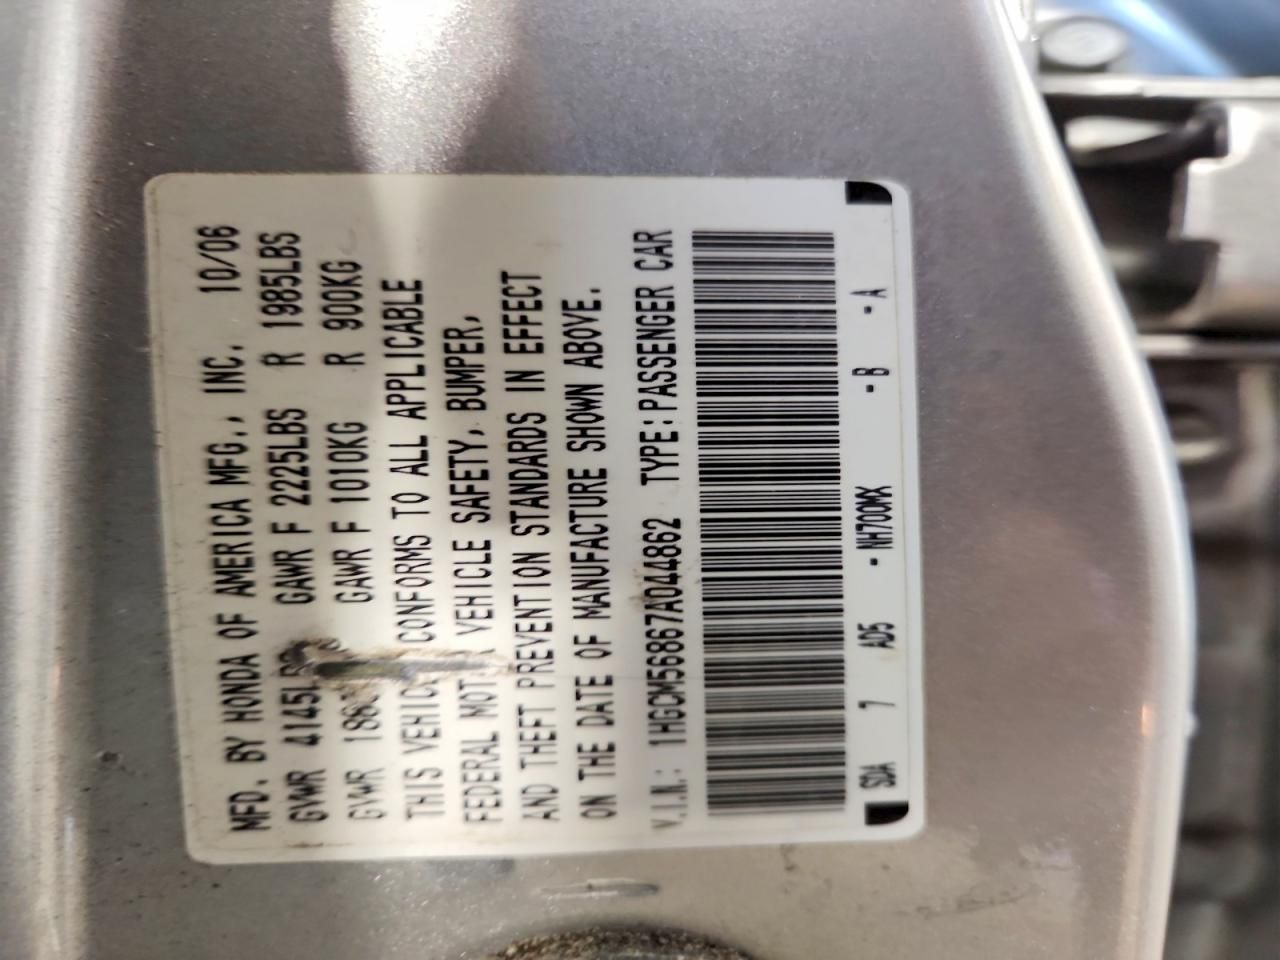 MFD. BY HONDA OF AMERICA MFG., INC. 10/06
GVWR 4145LBS GAWR F 2225LBS R 1985LBS
GVWR GAWR F 1010KG R 900KG
THIS CONFORMS TO ALL APPLICABLE
FEDERAL VEHICLE SAFETY, BUMPER,
AND THEFT PREVENTION STANDARDS IN EFFECT
ON THE DATE OF MANUFACTURE SHOWN ABOVE.
V.I.N.: 1HGCM56867A044862 TYPE:PASSENGER CAR
SDA 7 AD5 - NH700MX - B - A